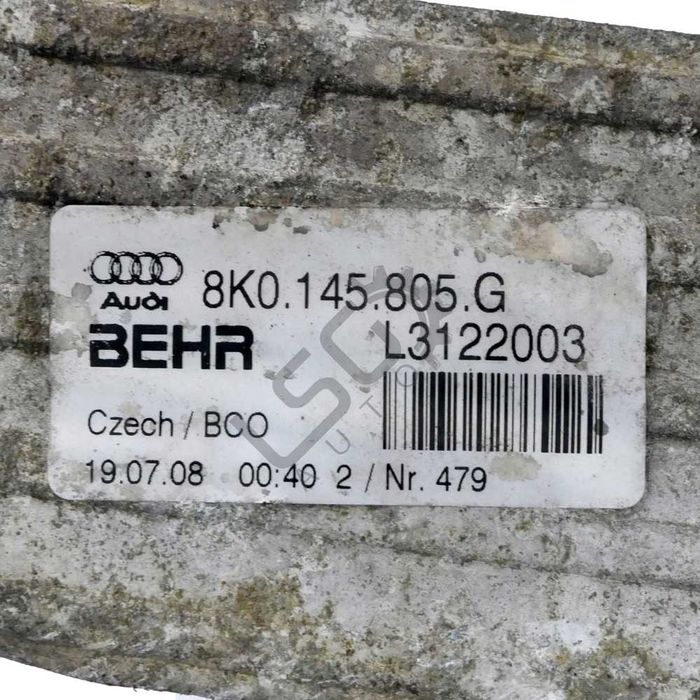 8K0.145.805.G
Audi
BEHR L3122003
Czech / BCO
19.07.08 00:40 2 / Nr. 479